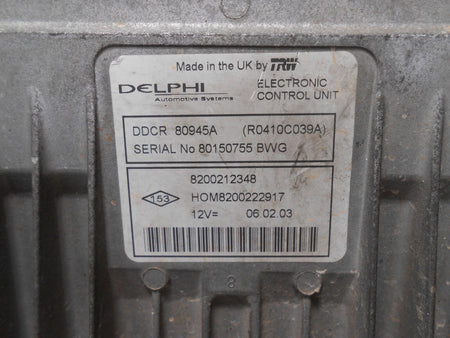 Made in the UK by TRW
DELPHI
Automotive Systems
ELECTRONIC
CONTROL UNIT
DDCR 80945A (R0410C039A)
SERIAL No 80150755 BWG
8200212348
153
HOM8200222917
12V= 06.02.03
8